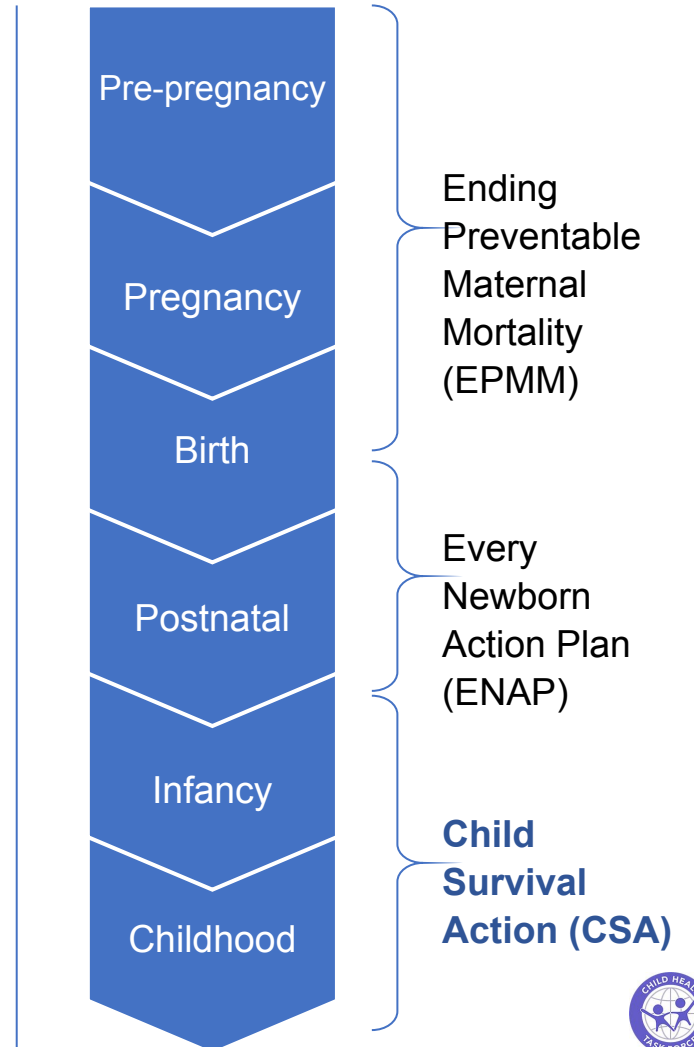 Pre-pregnancy
Pregnancy
Birth
Postnatal
Infancy
Childhood
Ending
Preventable
Maternal
Mortality
(EPMM)
Every
Newborn
Action Plan
(ENAP)
Child
Survival
Action (CSA)
CHILD